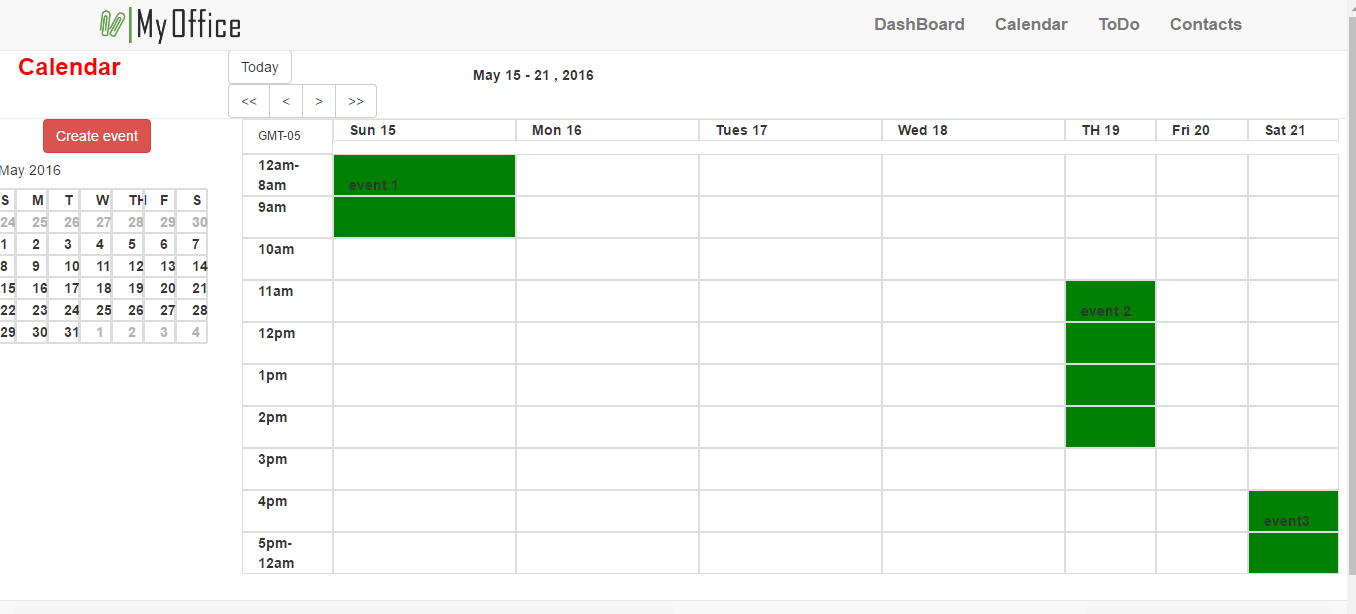 MyOffice
DashBoard Calendar ToDo Contacts
Calendar
Today
May 15 - 21 , 2016
<< < > >>
Create event
May 2016
S M T W TH F S
24 25 26 27 28 29 30
1 2 3 4 5 6 7
8 9 10 11 12 13 14
15 16 17 18 19 20 21
22 23 24 25 26 27 28
29 30 31 1 2 3 4
GMT-05 Sun 15 Mon 16 Tues 17 Wed 18 TH 19 Fri 20 Sat 21
12am-
8am event 1
9am
10am
11am
event 2
12pm
1pm
2pm
3pm
4pm
event3
5pm-
12am